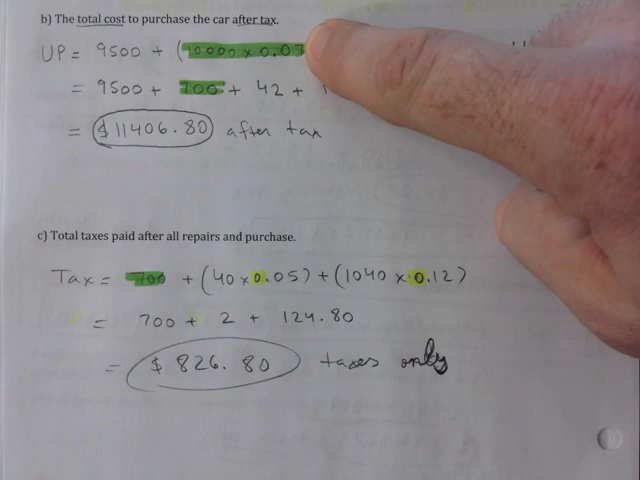 b) The total cost to purchase the car after tax.
UP = 9500 + (10000 x 0.07
= 9500 + 700 + 42 + 1
= $11406.80 after tax
c) Total taxes paid after all repairs and purchase.
Tax = 700 + (40 x 0.05) + (1040 x 0.12)
= 700 + 2 + 124.80
= $826.80 taxes only